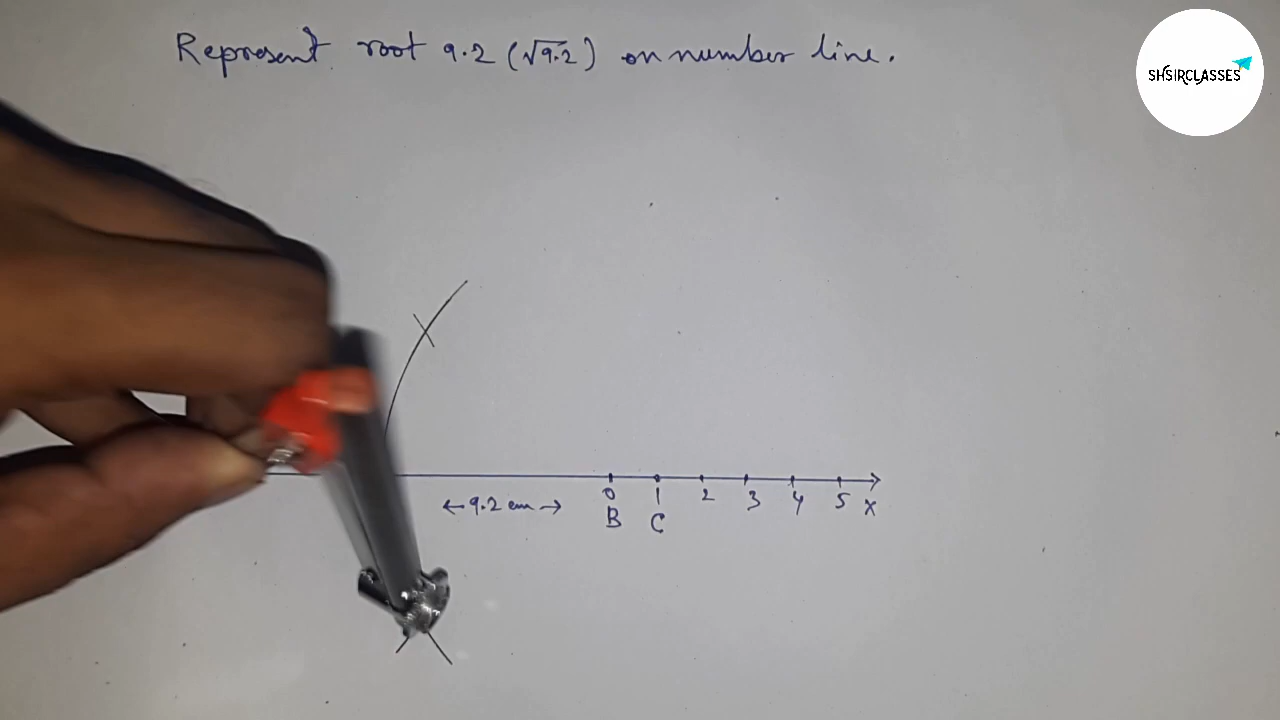 Represent root 9.2 (√9.2) on number line.
SHSIRCLASSES
←9.2 cm→ 0 1 2 3 4 5 X
B C